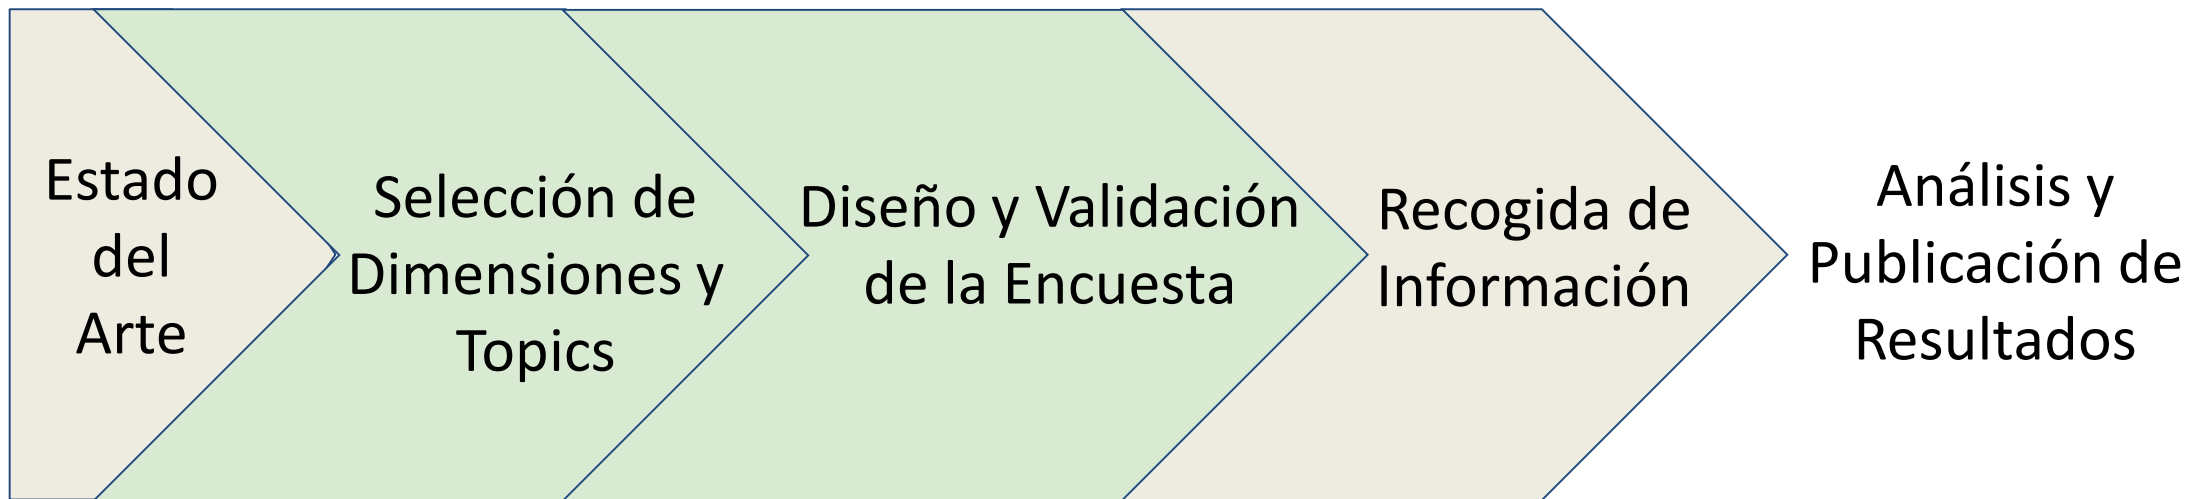 Estado
del
Arte
Selección de
Dimensiones y
Topics
Diseño y Validación
de la Encuesta
Recogida de
Información
Análisis y
Publicación de
Resultados